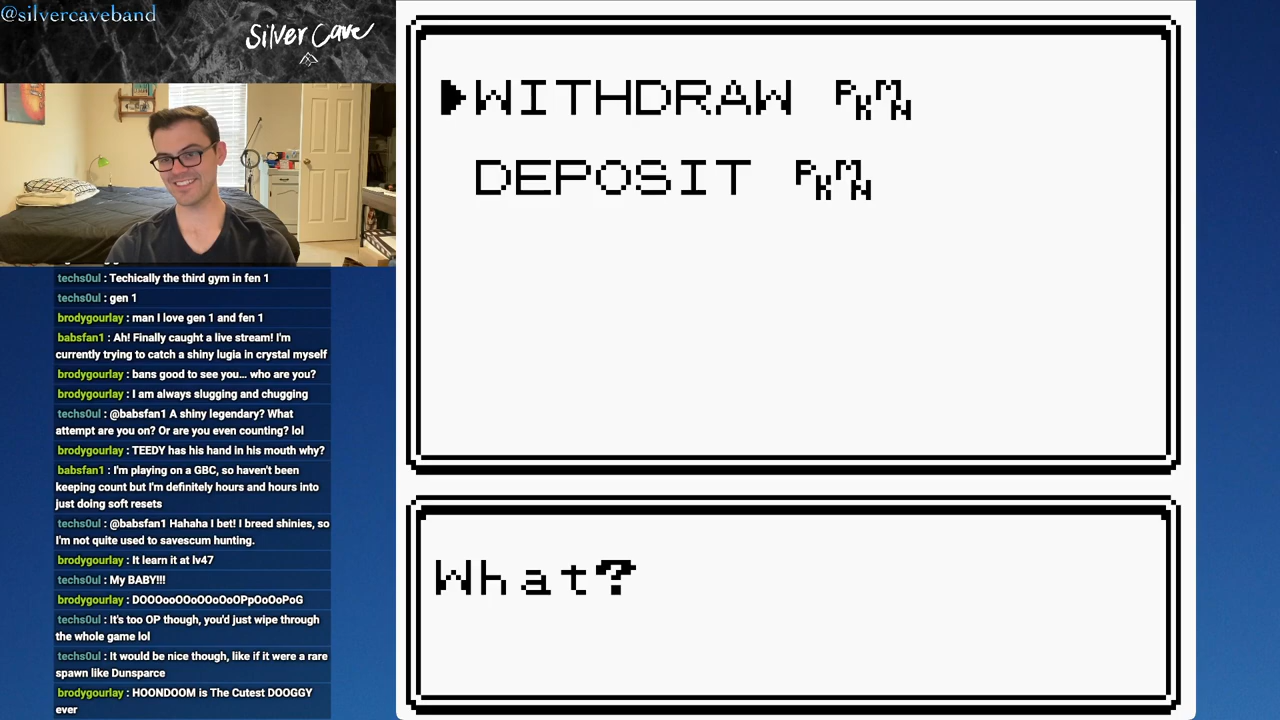 @silvercaveband
Silver Cave
techs0ul : Techically the third gym in fen 1
techs0ul : gen 1
brodygourlay : man I love gen 1 and fen 1
babsfan1 : Ah! Finally caught a live stream! I'm
currently trying to catch a shiny lugia in crystal myself
brodygourlay : bans good to see you... who are you?
brodygourlay : I am always slugging and chugging
techs0ul : @babsfan1 A shiny legendary? What
attempt are you on? Or are you even counting? lol
brodygourlay : TEEDY has his hand in his mouth why?
babsfan1 : I'm playing on a GBC, so haven't been
keeping count but I'm definitely hours and hours into
just doing soft resets
techs0ul : @babsfan1 Hahaha I bet! I breed shinies, so
I'm not quite used to savescum hunting.
brodygourlay : It learn it at lv47
techs0ul : My BABY!!!
brodygourlay : DOOOooOOoOOoOoOPpOoOoPoG
techs0ul : It's too OP though, you'd just wipe through
the whole game lol
techs0ul : It would be nice though, like if it were a rare
spawn like Dunsparce
brodygourlay : HOONDOOM is The Cutest DOOGGY
ever
▶WITHDRAW PKMN
DEPOSIT PKMN
What?